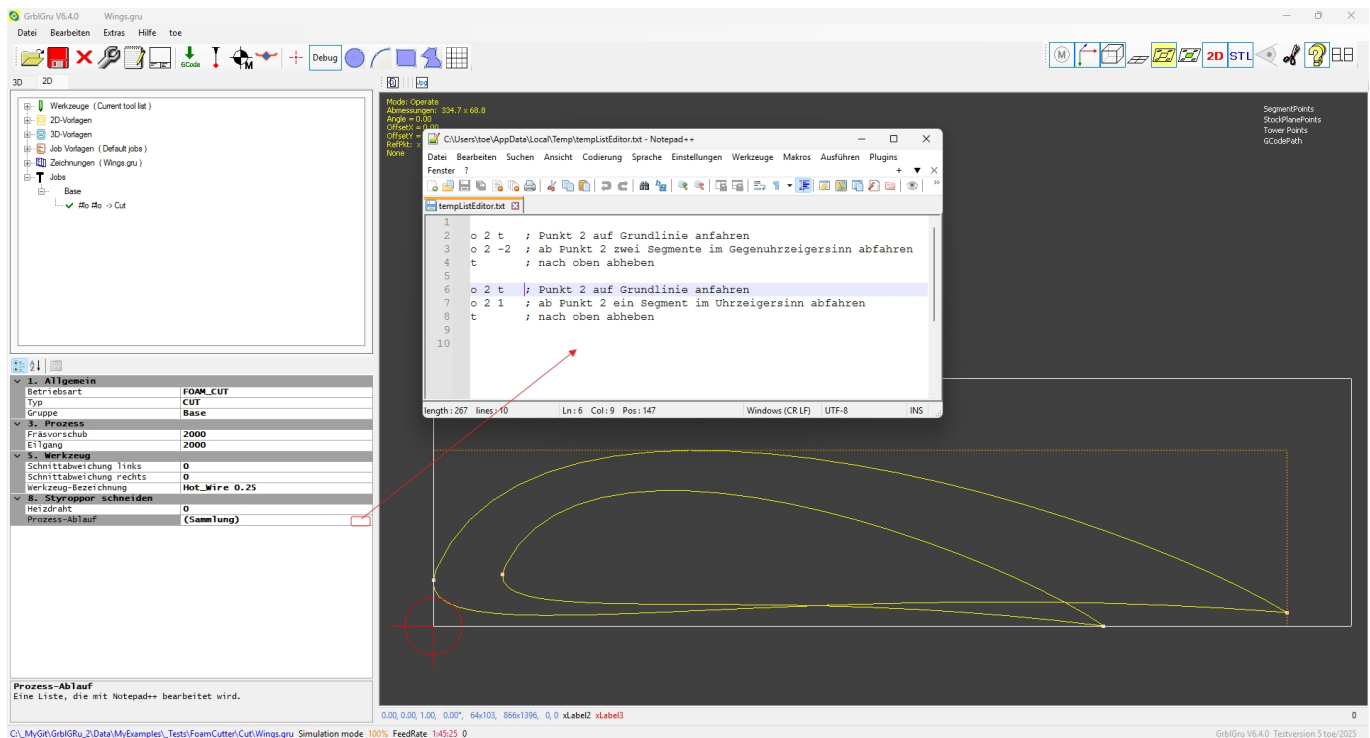 GrblGru V6.4.0 Wings.gru
Datei Bearbeiten Extras Hilfe toe
GCode
M
Debug
M
2D STL
3D 2D
Werkzeuge (Current tool list)
2D-Vorlagen
3D-Vorlagen
Job Vorlagen (Default jobs)
Zeichnungen (Wings.gru)
Jobs
Base
#lo #lo -> Cut
1. Allgemein
Betriebsart FOAM_CUT
Typ CUT
Gruppe Base
3. Prozess
Fräsvorschub 2000
Eilgang 2000
5. Werkzeug
Schnittabweichung links 0
Schnittabweichung rechts 0
Werkzeug-Bezeichnung Hot_Wire 0.25
8. Styroppor schneiden
Heizdraht 0
Prozess-Ablauf (Sammlung)
Prozess-Ablauf
Eine Liste, die mit Notepad++ bearbeitet wird.
Mode: Operate
Abmessungen: 334.7 x 68.8
Angle = 0.00
OffsetX = 0.00
OffsetY =
RefPkt: x
None
SegmentPoints
StockPlanePoints
Tower Points
GCodePath
C:\Users\toe\AppData\Local\Temp\tempListEditor.txt - Notepad++
Datei Bearbeiten Suchen Ansicht Codierung Sprache Einstellungen Werkzeuge Makros Ausführen Plugins
Fenster ?
tempListEditor.txt
1
2 o 2 t ; Punkt 2 auf Grundlinie anfahren
3 o 2 -2 ; ab Punkt 2 zwei Segmente im Gegenuhrzeigersinn abfahren
4 t ; nach oben abheben
5
6 o 2 t ; Punkt 2 auf Grundlinie anfahren
7 o 2 1 ; ab Punkt 2 ein Segment im Uhrzeigersinn abfahren
8 t ; nach oben abheben
9
10
length : 267 lines : 10 Ln : 6 Col : 9 Pos : 147 Windows (CR LF) UTF-8 INS
0.00, 0.00, 1.00, 0.00°, 64x103, 866x1396, 0, 0 xLabel2 xLabel3 0
C:\_MyGit\GrblGRu_2\Data\MyExamples\_Tests\FoamCutter\Cut\Wings.gru Simulation mode 100% FeedRate 1:45:25 0 GrblGru V6.4.0 Testversion 5 toe/2025